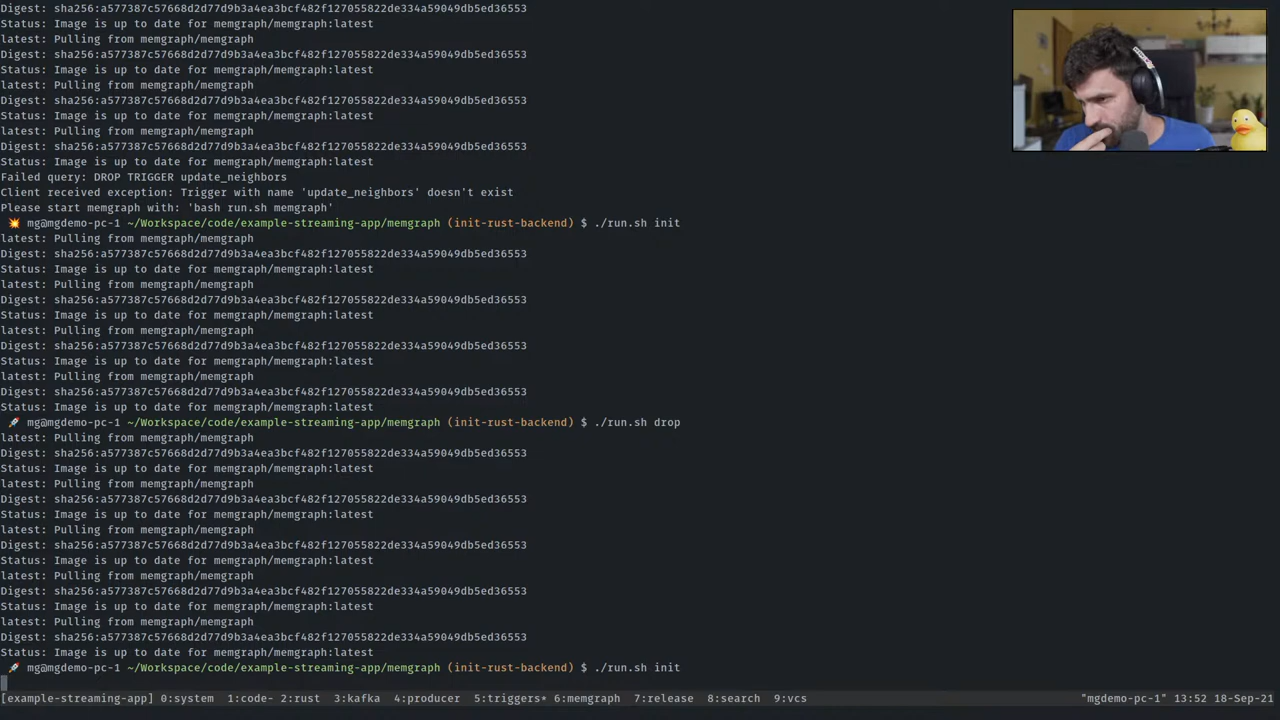 Digest: sha256:a577387c57668d2d77d9b3a4ea3bcf482f127055822de334a59049db5ed36553
Status: Image is up to date for memgraph/memgraph:latest
latest: Pulling from memgraph/memgraph
Digest: sha256:a577387c57668d2d77d9b3a4ea3bcf482f127055822de334a59049db5ed36553
Status: Image is up to date for memgraph/memgraph:latest
latest: Pulling from memgraph/memgraph
Digest: sha256:a577387c57668d2d77d9b3a4ea3bcf482f127055822de334a59049db5ed36553
Status: Image is up to date for memgraph/memgraph:latest
latest: Pulling from memgraph/memgraph
Digest: sha256:a577387c57668d2d77d9b3a4ea3bcf482f127055822de334a59049db5ed36553
Status: Image is up to date for memgraph/memgraph:latest
Failed query: DROP TRIGGER update_neighbors
Client received exception: Trigger with name 'update_neighbors' doesn't exist
Please start memgraph with: 'bash run.sh memgraph'
💥 mg@mgdemo-pc-1 ~/Workspace/code/example-streaming-app/memgraph (init-rust-backend) $ ./run.sh init
latest: Pulling from memgraph/memgraph
Digest: sha256:a577387c57668d2d77d9b3a4ea3bcf482f127055822de334a59049db5ed36553
Status: Image is up to date for memgraph/memgraph:latest
latest: Pulling from memgraph/memgraph
Digest: sha256:a577387c57668d2d77d9b3a4ea3bcf482f127055822de334a59049db5ed36553
Status: Image is up to date for memgraph/memgraph:latest
latest: Pulling from memgraph/memgraph
Digest: sha256:a577387c57668d2d77d9b3a4ea3bcf482f127055822de334a59049db5ed36553
Status: Image is up to date for memgraph/memgraph:latest
latest: Pulling from memgraph/memgraph
Digest: sha256:a577387c57668d2d77d9b3a4ea3bcf482f127055822de334a59049db5ed36553
Status: Image is up to date for memgraph/memgraph:latest
🚀 mg@mgdemo-pc-1 ~/Workspace/code/example-streaming-app/memgraph (init-rust-backend) $ ./run.sh drop
latest: Pulling from memgraph/memgraph
Digest: sha256:a577387c57668d2d77d9b3a4ea3bcf482f127055822de334a59049db5ed36553
Status: Image is up to date for memgraph/memgraph:latest
latest: Pulling from memgraph/memgraph
Digest: sha256:a577387c57668d2d77d9b3a4ea3bcf482f127055822de334a59049db5ed36553
Status: Image is up to date for memgraph/memgraph:latest
latest: Pulling from memgraph/memgraph
Digest: sha256:a577387c57668d2d77d9b3a4ea3bcf482f127055822de334a59049db5ed36553
Status: Image is up to date for memgraph/memgraph:latest
latest: Pulling from memgraph/memgraph
Digest: sha256:a577387c57668d2d77d9b3a4ea3bcf482f127055822de334a59049db5ed36553
Status: Image is up to date for memgraph/memgraph:latest
latest: Pulling from memgraph/memgraph
Digest: sha256:a577387c57668d2d77d9b3a4ea3bcf482f127055822de334a59049db5ed36553
Status: Image is up to date for memgraph/memgraph:latest
🚀 mg@mgdemo-pc-1 ~/Workspace/code/example-streaming-app/memgraph (init-rust-backend) $ ./run.sh init
[example-streaming-app] 0:system 1:code- 2:rust 3:kafka 4:producer 5:triggers* 6:memgraph 7:release 8:search 9:vcs "mgdemo-pc-1" 13:52 18-Sep-21